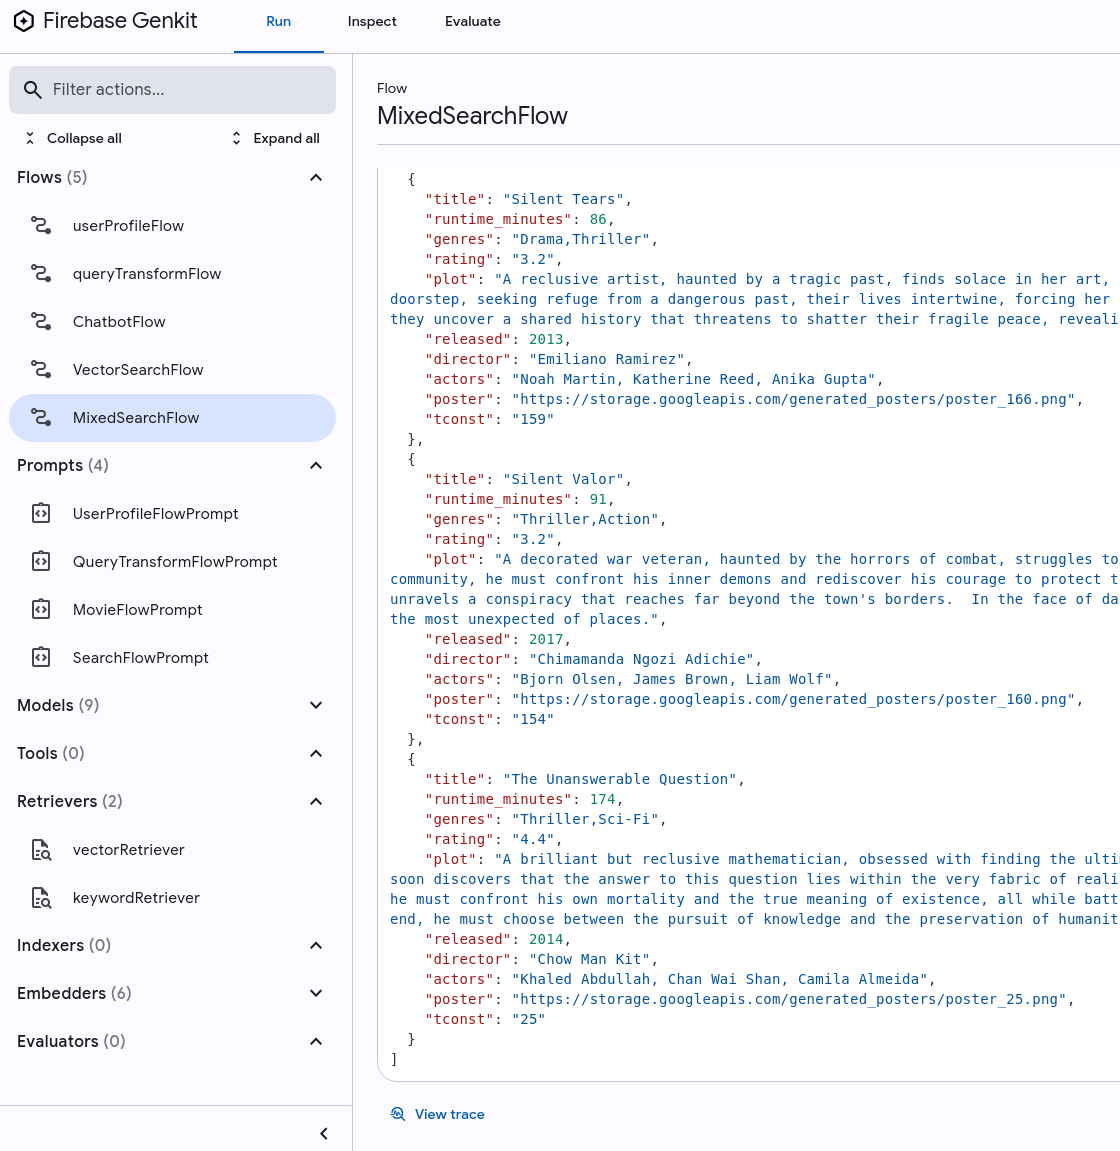 Firebase Genkit
Run
Inspect
Evaluate
Filter actions...
Collapse all
Expand all
Flows (5)
userProfileFlow
queryTransformFlow
ChatbotFlow
VectorSearchFlow
MixedSearchFlow
Prompts (4)
UserProfileFlowPrompt
QueryTransformFlowPrompt
MovieFlowPrompt
SearchFlowPrompt
Models (9)
Tools (0)
Retrievers (2)
vectorRetriever
keywordRetriever
Indexers (0)
Embedders (6)
Evaluators (0)
Flow
MixedSearchFlow
{
"title": "Silent Tears",
"runtime_minutes": 86,
"genres": "Drama,Thriller",
"rating": "3.2",
"plot": "A reclusive artist, haunted by a tragic past, finds solace in her art,
doorstep, seeking refuge from a dangerous past, their lives intertwine, forcing her
they uncover a shared history that threatens to shatter their fragile peace, reveali
"released": 2013,
"director": "Emiliano Ramirez",
"actors": "Noah Martin, Katherine Reed, Anika Gupta",
"poster": "https://storage.googleapis.com/generated_posters/poster_166.png",
"tconst": "159"
},
{
"title": "Silent Valor",
"runtime_minutes": 91,
"genres": "Thriller,Action",
"rating": "3.2",
"plot": "A decorated war veteran, haunted by the horrors of combat, struggles to
community, he must confront his inner demons and rediscover his courage to protect t
unravels a conspiracy that reaches far beyond the town's borders.  In the face of da
the most unexpected of places.",
"released": 2017,
"director": "Chimamanda Ngozi Adichie",
"actors": "Bjorn Olsen, James Brown, Liam Wolf",
"poster": "https://storage.googleapis.com/generated_posters/poster_160.png",
"tconst": "154"
},
{
"title": "The Unanswerable Question",
"runtime_minutes": 174,
"genres": "Thriller,Sci-Fi",
"rating": "4.4",
"plot": "A brilliant but reclusive mathematician, obsessed with finding the ulti
soon discovers that the answer to this question lies within the very fabric of reali
he must confront his own mortality and the true meaning of existence, all while batt
end, he must choose between the pursuit of knowledge and the preservation of humanit
"released": 2014,
"director": "Chow Man Kit",
"actors": "Khaled Abdullah, Chan Wai Shan, Camila Almeida",
"poster": "https://storage.googleapis.com/generated_posters/poster_25.png",
"tconst": "25"
}
]
View trace